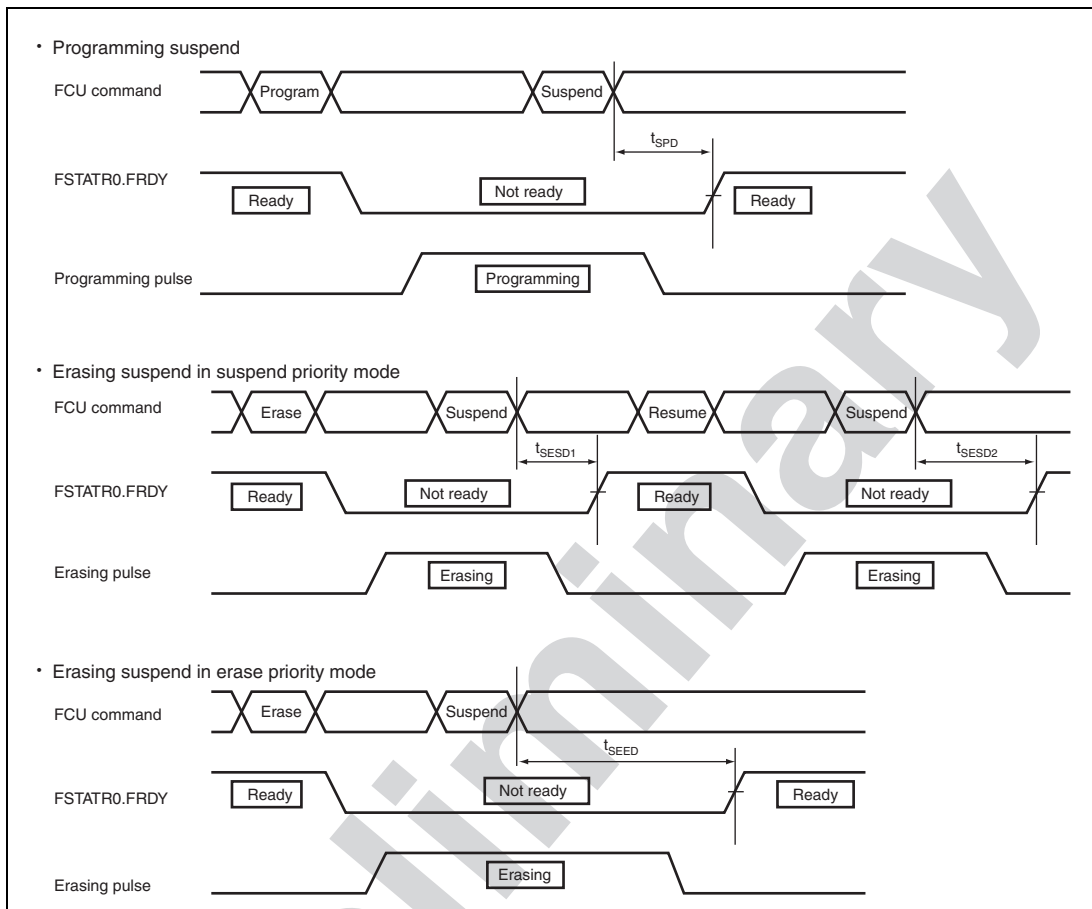 • Programming suspend
FCU command
Program
Suspend
tSPD
FSTATR0.FRDY
Ready
Not ready
Ready
Programming pulse
Programming
• Erasing suspend in suspend priority mode
FCU command
Erase
Suspend
Resume
Suspend
tSESD1
tSESD2
FSTATR0.FRDY
Ready
Not ready
Ready
Not ready
Erasing pulse
Erasing
Erasing
• Erasing suspend in erase priority mode
FCU command
Erase
Suspend
tSEED
FSTATR0.FRDY
Ready
Not ready
Ready
Erasing pulse
Erasing
liminary